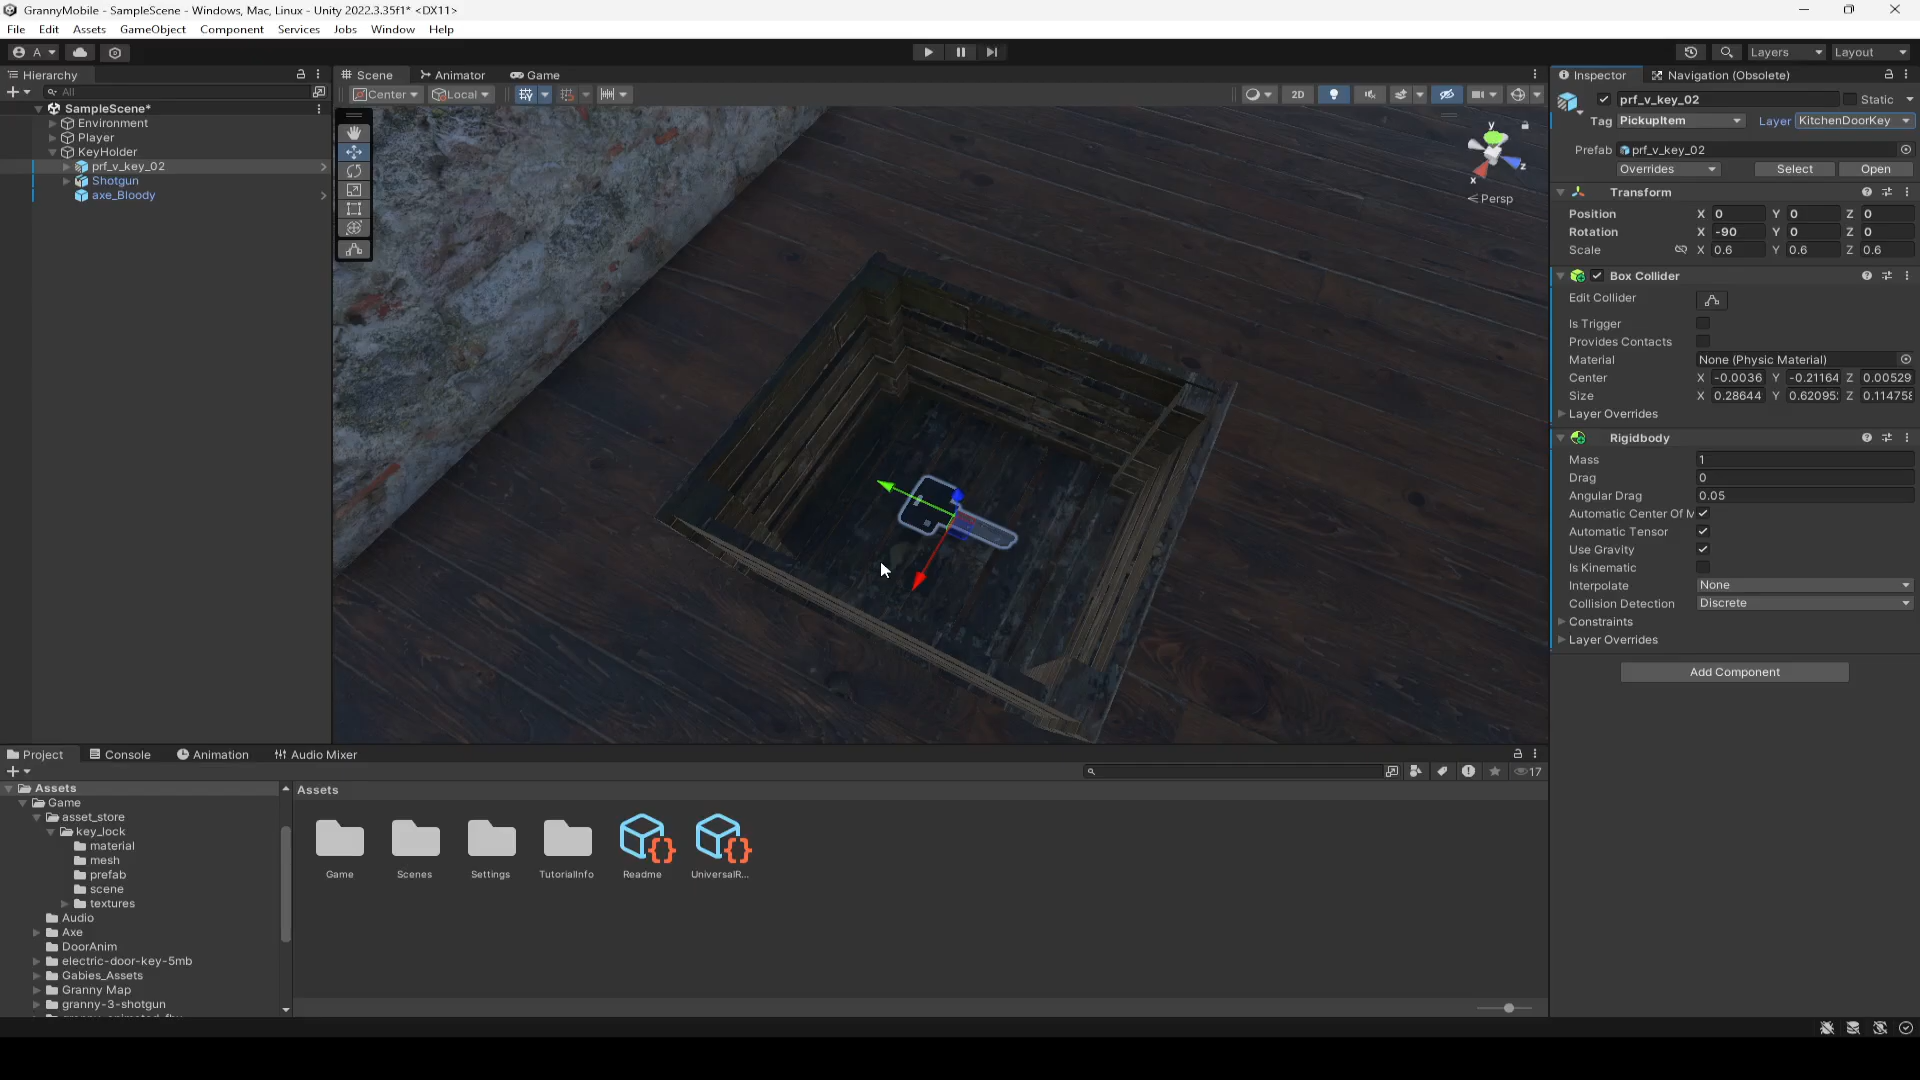 GrannyMobile - SampleScene - Windows, Mac, Linux - Unity 2022.3.35f1* <DX11>
File Edit Assets GameObject Component Services Jobs Window Help
A Layers Layout
Hierarchy
All
SampleScene*
Environment
Player
KeyHolder
prf_v_key_02
Shotgun
axe_Bloody
Scene Animator Game
Center Local 2D
y
z
x
Persp
Inspector Navigation (Obsolete)
prf_v_key_02 Static
Tag PickupItem Layer KitchenDoorKey
Prefab prf_v_key_02
Overrides Select Open
Transform
Position X 0 Y 0 Z 0
Rotation X -90 Y 0 Z 0
Scale X 0.6 Y 0.6 Z 0.6
Box Collider
Edit Collider
Is Trigger
Provides Contacts
Material None (Physic Material)
Center X -0.0036 Y -0.21164 Z 0.00529
Size X 0.28644 Y 0.62095 Z 0.114758
Layer Overrides
Rigidbody
Mass 1
Drag 0
Angular Drag 0.05
Automatic Center Of M
Automatic Tensor
Use Gravity
Is Kinematic
Interpolate None
Collision Detection Discrete
Constraints
Layer Overrides
Add Component
Project Console Animation Audio Mixer
17
Assets
Game
asset_store
key_lock
material
mesh
prefab
scene
textures
Audio
Axe
DoorAnim
electric-door-key-5mb
Gabies_Assets
Granny Map
granny-3-shotgun
Assets
Game Scenes Settings TutorialInfo Readme UniversalR...